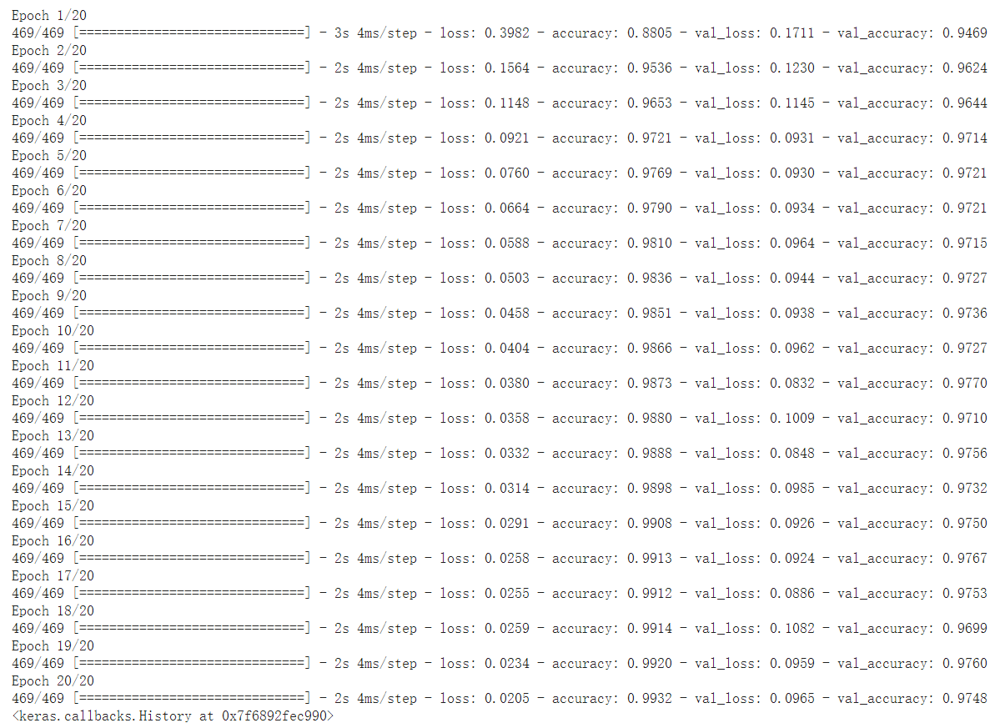 Epoch 1/20
469/469 [==============================] - 3s 4ms/step - loss: 0.3982 - accuracy: 0.8805 - val_loss: 0.1711 - val_accuracy: 0.9469
Epoch 2/20
469/469 [==============================] - 2s 4ms/step - loss: 0.1564 - accuracy: 0.9536 - val_loss: 0.1230 - val_accuracy: 0.9624
Epoch 3/20
469/469 [==============================] - 2s 4ms/step - loss: 0.1148 - accuracy: 0.9653 - val_loss: 0.1145 - val_accuracy: 0.9644
Epoch 4/20
469/469 [==============================] - 2s 4ms/step - loss: 0.0921 - accuracy: 0.9721 - val_loss: 0.0931 - val_accuracy: 0.9714
Epoch 5/20
469/469 [==============================] - 2s 4ms/step - loss: 0.0760 - accuracy: 0.9769 - val_loss: 0.0930 - val_accuracy: 0.9721
Epoch 6/20
469/469 [==============================] - 2s 4ms/step - loss: 0.0664 - accuracy: 0.9790 - val_loss: 0.0934 - val_accuracy: 0.9721
Epoch 7/20
469/469 [==============================] - 2s 4ms/step - loss: 0.0588 - accuracy: 0.9810 - val_loss: 0.0964 - val_accuracy: 0.9715
Epoch 8/20
469/469 [==============================] - 2s 4ms/step - loss: 0.0503 - accuracy: 0.9836 - val_loss: 0.0944 - val_accuracy: 0.9727
Epoch 9/20
469/469 [==============================] - 2s 4ms/step - loss: 0.0458 - accuracy: 0.9851 - val_loss: 0.0938 - val_accuracy: 0.9736
Epoch 10/20
469/469 [==============================] - 2s 4ms/step - loss: 0.0404 - accuracy: 0.9866 - val_loss: 0.0962 - val_accuracy: 0.9727
Epoch 11/20
469/469 [==============================] - 2s 4ms/step - loss: 0.0380 - accuracy: 0.9873 - val_loss: 0.0832 - val_accuracy: 0.9770
Epoch 12/20
469/469 [==============================] - 2s 4ms/step - loss: 0.0358 - accuracy: 0.9880 - val_loss: 0.1009 - val_accuracy: 0.9710
Epoch 13/20
469/469 [==============================] - 2s 4ms/step - loss: 0.0332 - accuracy: 0.9888 - val_loss: 0.0848 - val_accuracy: 0.9756
Epoch 14/20
469/469 [==============================] - 2s 4ms/step - loss: 0.0314 - accuracy: 0.9898 - val_loss: 0.0985 - val_accuracy: 0.9732
Epoch 15/20
469/469 [==============================] - 2s 4ms/step - loss: 0.0291 - accuracy: 0.9908 - val_loss: 0.0926 - val_accuracy: 0.9750
Epoch 16/20
469/469 [==============================] - 2s 4ms/step - loss: 0.0258 - accuracy: 0.9913 - val_loss: 0.0924 - val_accuracy: 0.9767
Epoch 17/20
469/469 [==============================] - 2s 4ms/step - loss: 0.0255 - accuracy: 0.9912 - val_loss: 0.0886 - val_accuracy: 0.9753
Epoch 18/20
469/469 [==============================] - 2s 4ms/step - loss: 0.0259 - accuracy: 0.9914 - val_loss: 0.1082 - val_accuracy: 0.9699
Epoch 19/20
469/469 [==============================] - 2s 4ms/step - loss: 0.0234 - accuracy: 0.9920 - val_loss: 0.0959 - val_accuracy: 0.9760
Epoch 20/20
469/469 [==============================] - 2s 4ms/step - loss: 0.0205 - accuracy: 0.9932 - val_loss: 0.0965 - val_accuracy: 0.9748
<keras.callbacks.History at 0x7f6892fec990>